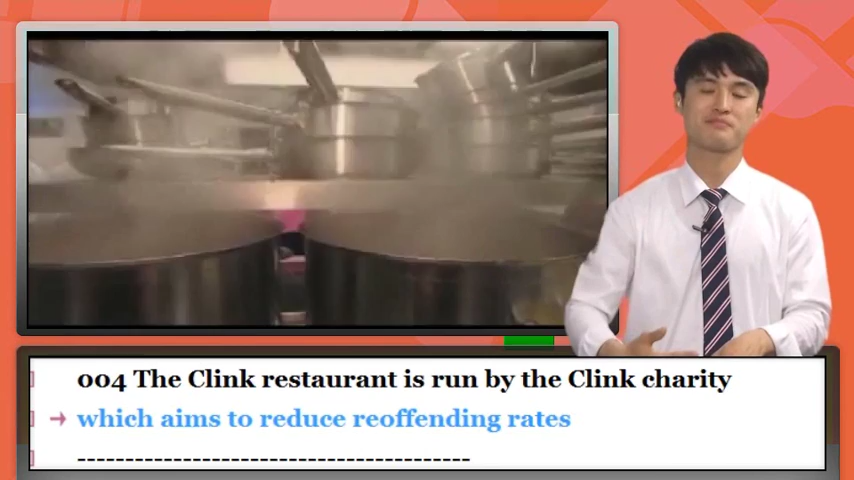 004 The Clink restaurant is run by the Clink charity
→ which aims to reduce reoffending rates
-----------------------------------------